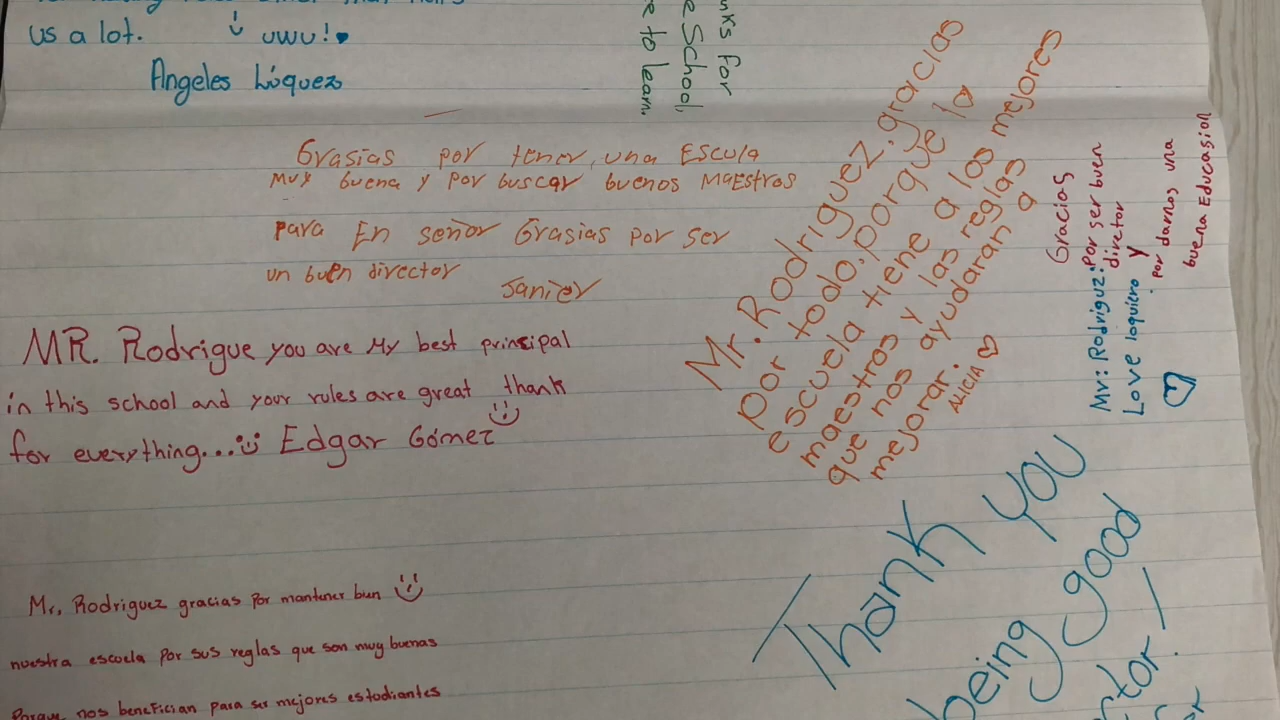 us a lot. uwu!
Angeles Lúquez
nks for
e School,
e to learn.
Grasias por tener una Escula
Muy buena y por buscar buenos Maestros
para En señor Grasias por ser
un buen director
Janier
MR. Rodrigue you are My best principal
in this school and your rules are great thank
for everything... Edgar Gómez
Mr. Rodriguez gracias
por todo. porque la
escuela tiene a los mejores
maestros y las reglas
que nos ayudaran a
mejorar.
ALICIA
Gracias
Mr: Rodriguz: Por ser buen
diretor
Love loquiero y
por darnos una
buena Educasion
Mr. Rodriguez gracias Por mantener buen
nuestra escuela por sus reglas que son muy buenas
Porque nos benefician para ser mejores estudiantes
Thank you
being good
ntor.